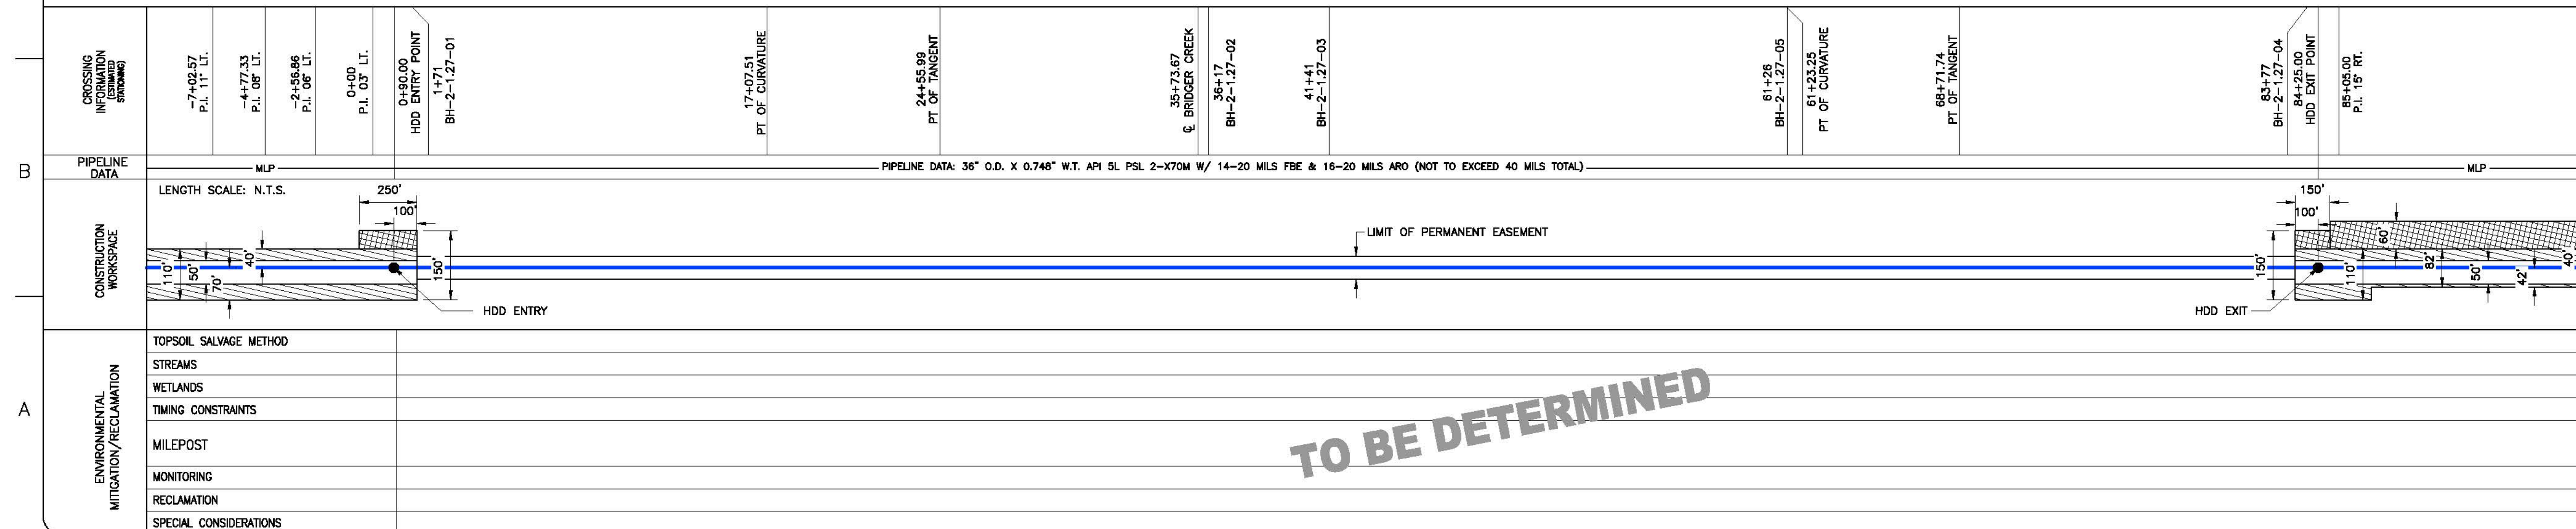 B
A
CROSSING
INFORMATION
(ESTIMATED
STATIONING)
-7+02.57
P.I. 11° LT.
-4+77.33
P.I. 08° LT.
-2+56.86
P.I. 06° LT.
0+00
P.I. 03° LT.
0+90.00
HDD ENTRY POINT
1+71
BH-2-1.27-01
17+07.51
PT OF CURVATURE
24+55.99
PT OF TANGENT
35+73.67
℄ BRIDGER CREEK
36+17
BH-2-1.27-02
41+41
BH-2-1.27-03
61+26
BH-2-1.27-05
61+23.25
PT OF CURVATURE
68+71.74
PT OF TANGENT
83+77
BH-2-1.27-04
84+25.00
HDD EXIT POINT
85+05.00
P.I. 15° RT.
PIPELINE
DATA
MLP
PIPELINE DATA: 36" O.D. X 0.748" W.T. API 5L PSL 2-X70M W/ 14-20 MILS FBE & 16-20 MILS ARO (NOT TO EXCEED 40 MILS TOTAL)
MLP
CONSTRUCTION
WORKSPACE
LENGTH SCALE: N.T.S.
250'
100'
110'
50'
70'
40'
150'
HDD ENTRY
LIMIT OF PERMANENT EASEMENT
150'
100'
150'
HDD EXIT
110'
60'
82'
50'
42'
40'
ENVIRONMENTAL
MITIGATION/RECLAMATION
TOPSOIL SALVAGE METHOD
STREAMS
WETLANDS
TIMING CONSTRAINTS
MILEPOST
MONITORING
RECLAMATION
SPECIAL CONSIDERATIONS
TO BE DETERMINED